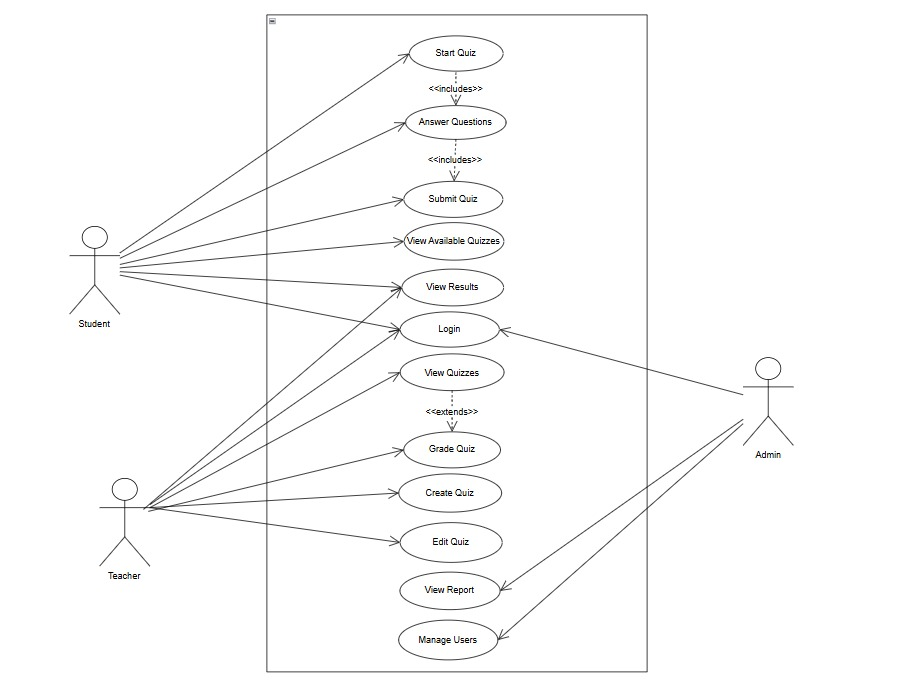 Start Quiz
<<includes>>
Answer Questions
<<includes>>
Submit Quiz
View Available Quizzes
View Results
Student
Login
View Quizzes
<<extends>>
Grade Quiz
Admin
Create Quiz
Edit Quiz
Teacher
View Report
Manage Users